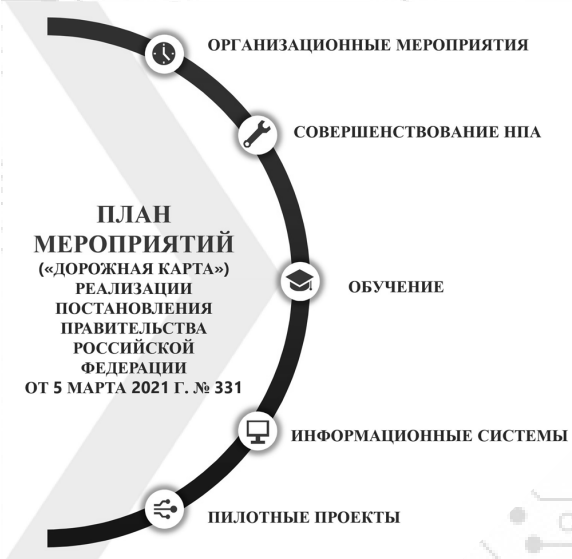 ОРГАНИЗАЦИОННЫЕ МЕРОПРИЯТИЯ
СОВЕРШЕНСТВОВАНИЕ НПА
ПЛАН
МЕРОПРИЯТИЙ
(«ДОРОЖНАЯ КАРТА»)
РЕАЛИЗАЦИИ
ПОСТАНОВЛЕНИЯ
ПРАВИТЕЛЬСТВА
РОССИЙСКОЙ
ФЕДЕРАЦИИ
ОТ 5 МАРТА 2021 Г. № 331
ОБУЧЕНИЕ
ИНФОРМАЦИОННЫЕ СИСТЕМЫ
ПИЛОТНЫЕ ПРОЕКТЫ